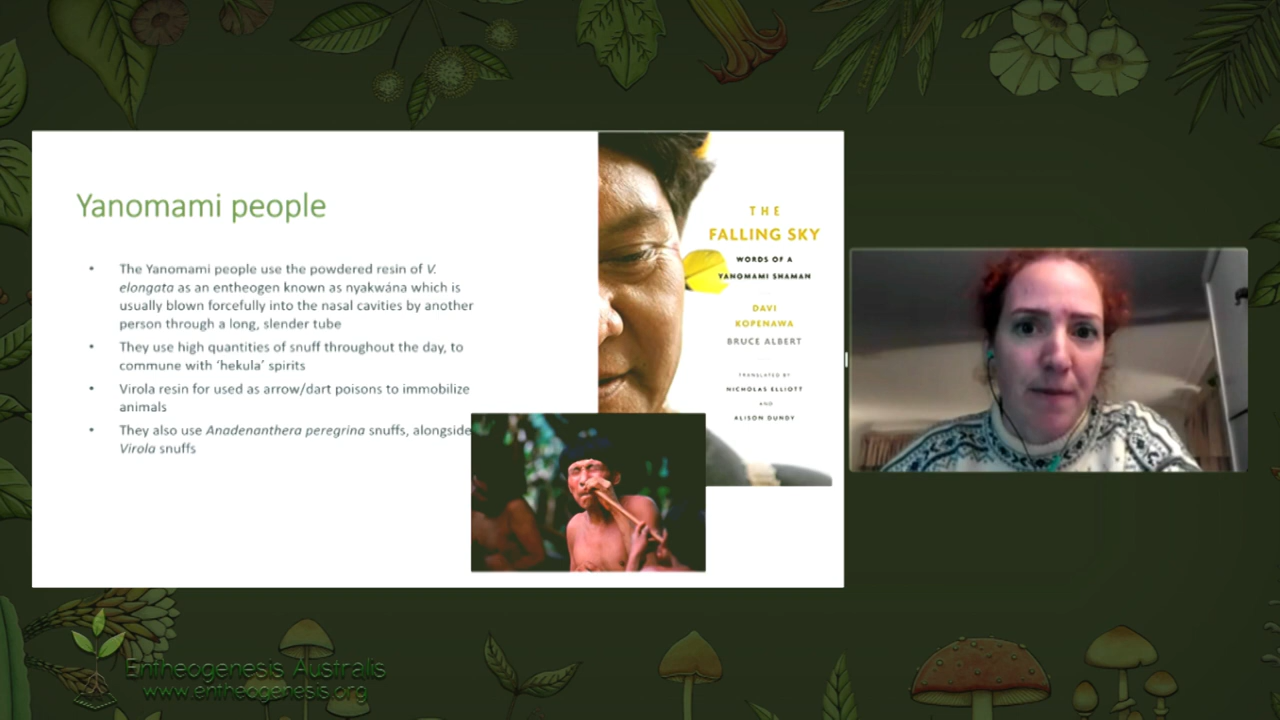 Yanomami people
• The Yanomami people use the powdered resin of V.
elongata as an entheogen known as nyakwána which is
usually blown forcefully into the nasal cavities by another
person through a long, slender tube
• They use high quantities of snuff throughout the day, to
commune with ‘hekula’ spirits
• Virola resin for used as arrow/dart poisons to immobilize
animals
• They also use Anadenanthera peregrina snuffs, alongside
Virola snuffs
THE
FALLING SKY
WORDS OF A
YANOMAMI SHAMAN
DAVI
KOPENAWA
BRUCE ALBERT
TRANSLATED BY
NICHOLAS ELLIOTT
AND
ALISON DUNDY
Entheogenesis Australis
www.entheogenesis.org